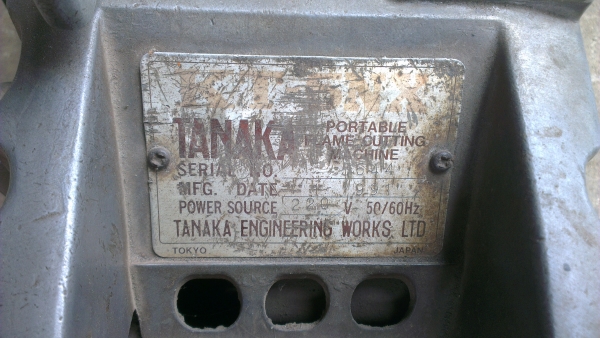 TANAKA PORTABLE
FLAME CUTTING
MACHINE
SERIAL NO.
MFG. DATE
POWER SOURCE 220 V 50/60Hz
TANAKA ENGINEERING WORKS, LTD
TOKYO JAPAN